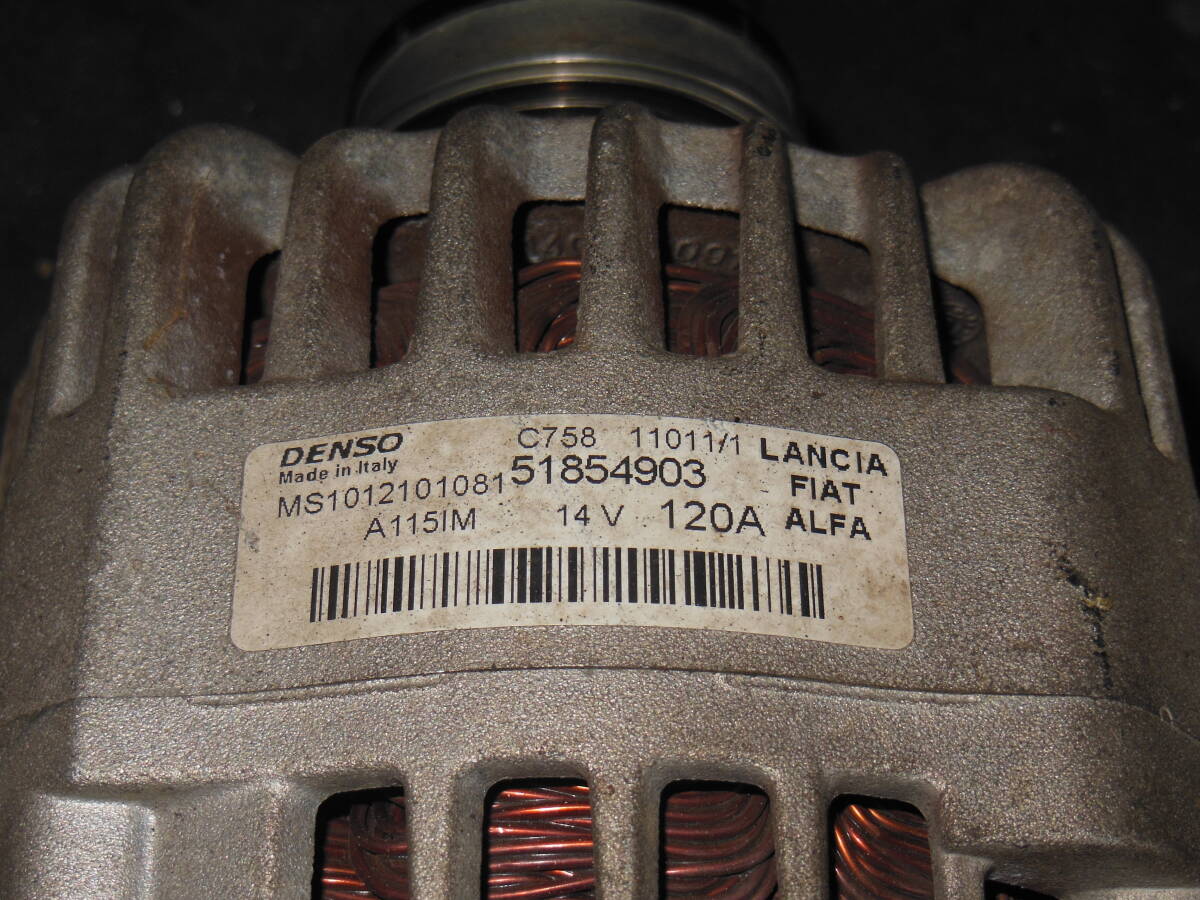 DENSO C758 11011/1 LANCIA
Made in Italy
MS1012101081 51854903 FIAT
A115IM 14 V 120A ALFA